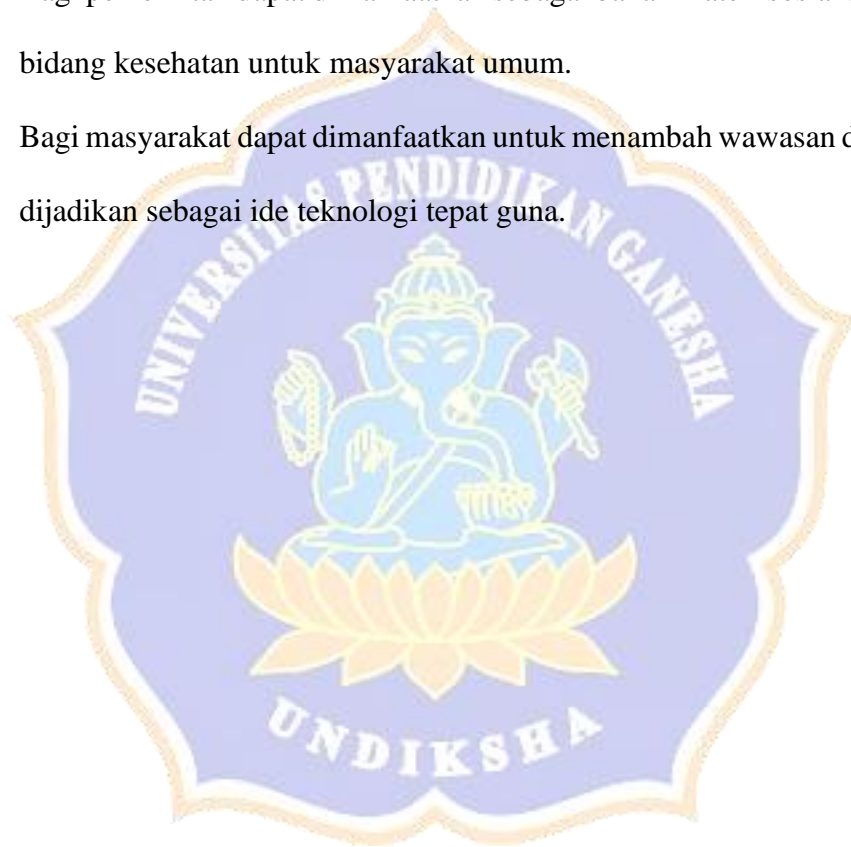 bidang kesehatan untuk masyarakat umum.
Bagi masyarakat dapat dimanfaatkan untuk menambah wawasan
dijadikan sebagai ide teknologi tepat guna.
UNIVERSITAS PENDIDIKAN GANESHA
UNDIKSHA